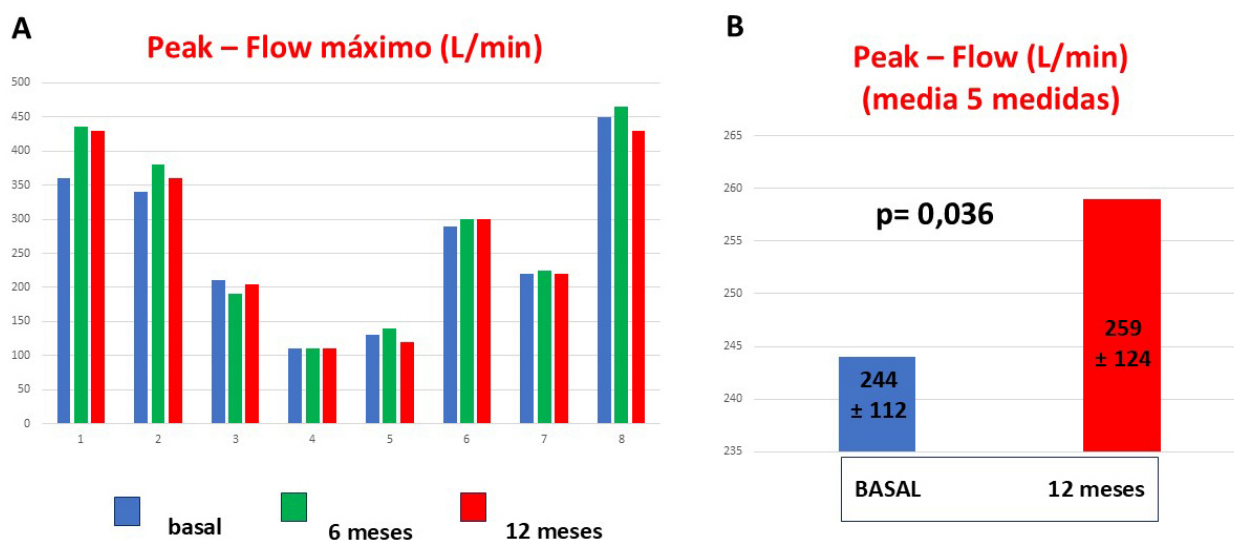 A
Peak – Flow máximo (L/min)
500
450
400
350
300
250
200
150
100
50
0
1 2 3 4 5 6 7 8
basal 6 meses 12 meses
B
Peak – Flow (L/min)
(media 5 medidas)
265
260
255
250
245
240
235
p= 0,036
244
± 112
259
± 124
BASAL 12 meses